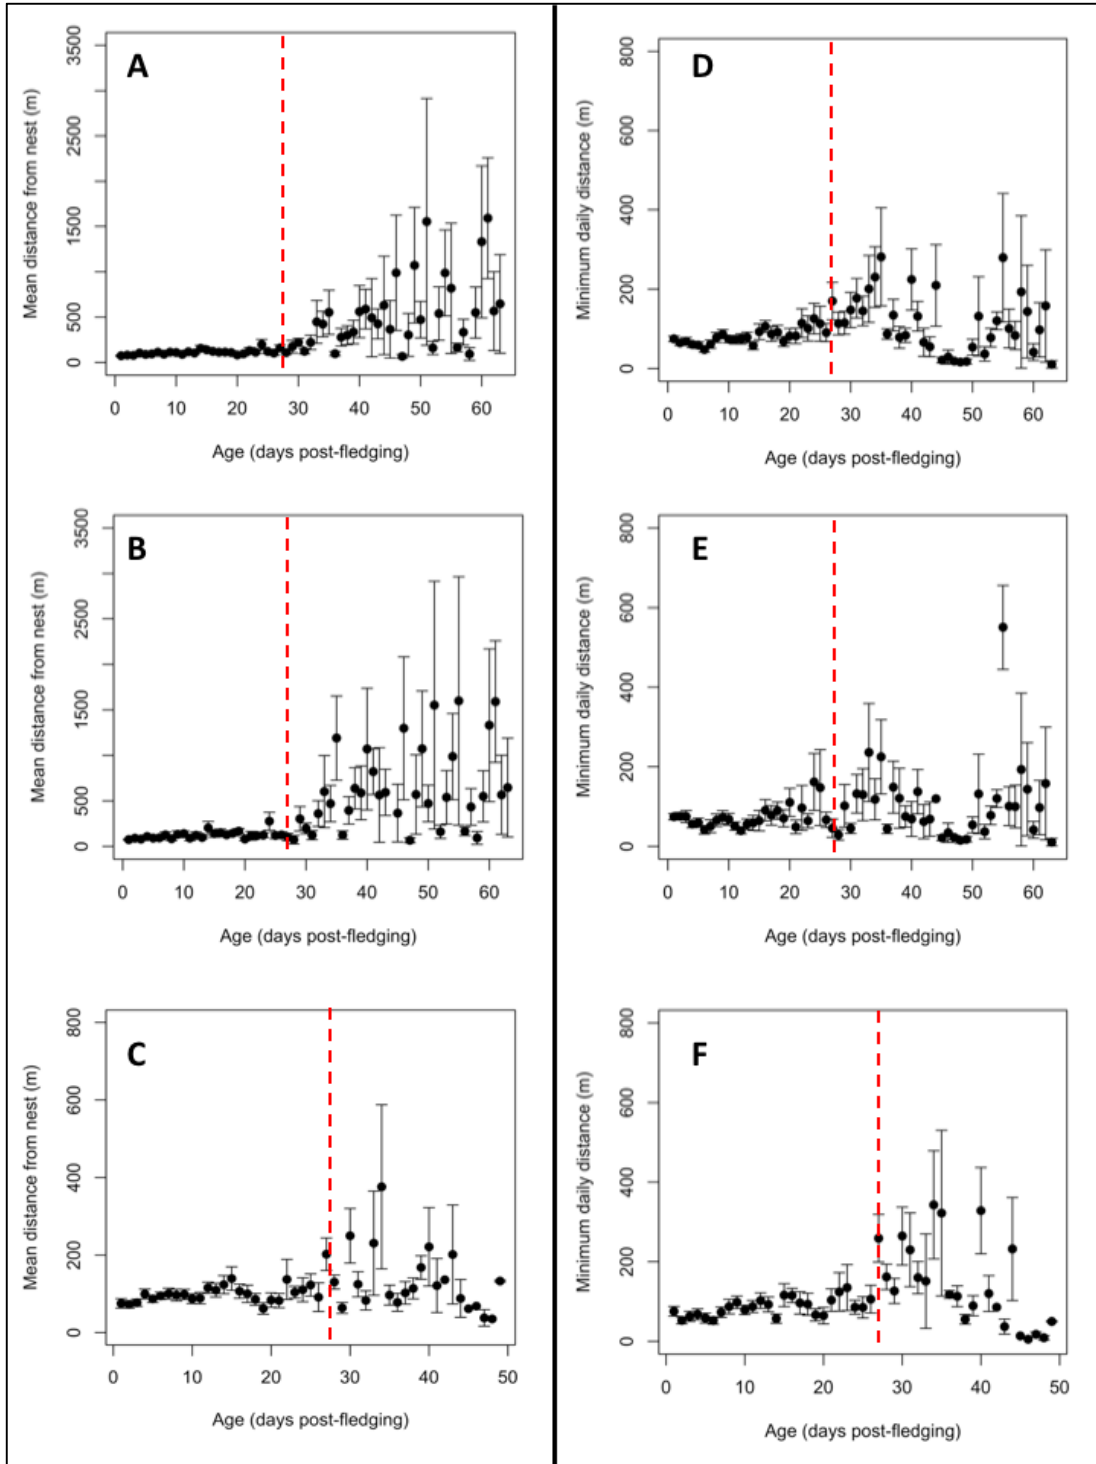 A
Mean distance from nest (m)
3500
2500
1500
500
0
0 10 20 30 40 50 60
Age (days post-fledging)
B
Mean distance from nest (m)
3500
2500
1500
500
0
0 10 20 30 40 50 60
Age (days post-fledging)
C
Mean distance from nest (m)
800
600
400
200
0
0 10 20 30 40 50
Age (days post-fledging)
D
Minimum daily distance (m)
800
600
400
200
0
0 10 20 30 40 50 60
Age (days post-fledging)
E
Minimum daily distance (m)
800
600
400
200
0
0 10 20 30 40 50 60
Age (days post-fledging)
F
Minimum daily distance (m)
800
600
400
200
0
0 10 20 30 40 50
Age (days post-fledging)